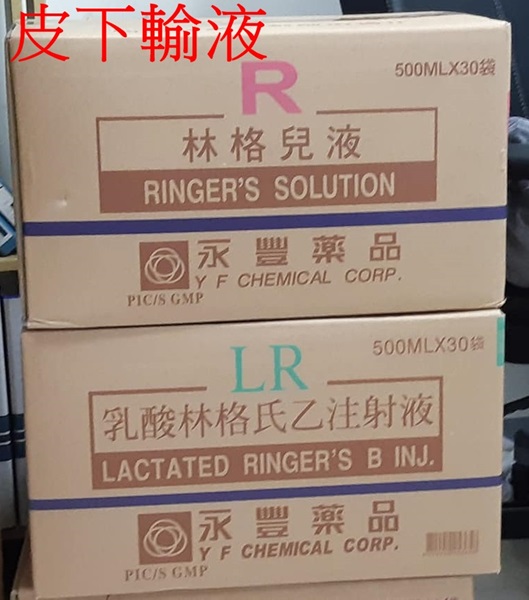 皮下輸液
R
500MLX30袋
林格兒液
RINGER'S SOLUTION
永豐藥品
Y F CHEMICAL CORP.
PIC/S GMP
LR
500MLX30袋
乳酸林格氏乙注射液
LACTATED RINGER'S B INJ.
永豐藥品
Y F CHEMICAL CORP.
PIC/S GMP